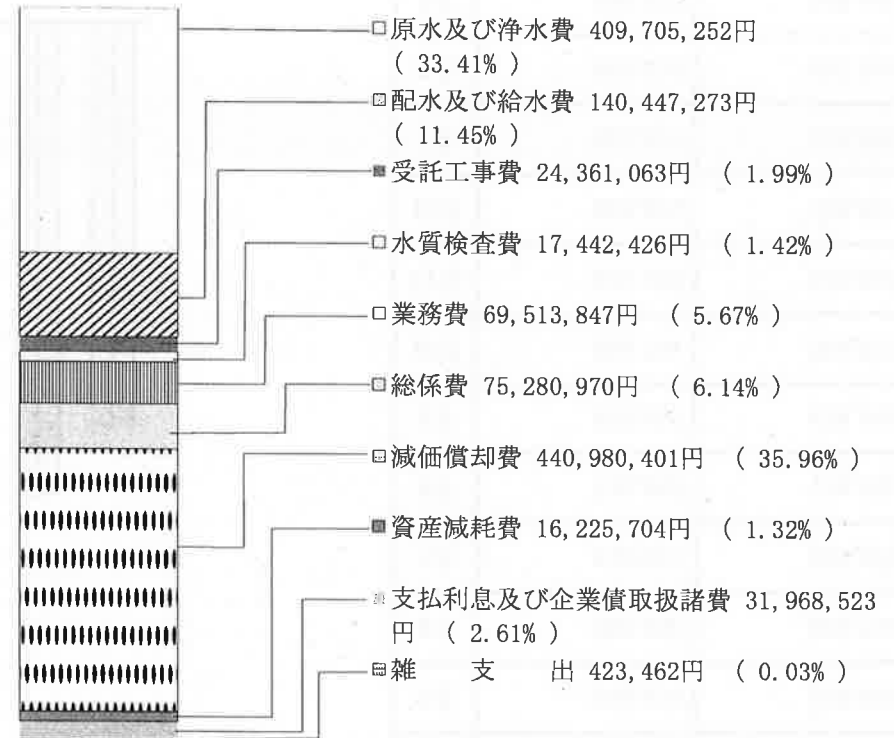 原水及び浄水費 409,705,252円
( 33.41% )
配水及び給水費 140,447,273円
( 11.45% )
受託工事費 24,361,063円 ( 1.99% )
水質検査費 17,442,426円 ( 1.42% )
業務費 69,513,847円 ( 5.67% )
総係費 75,280,970円 ( 6.14% )
減価償却費 440,980,401円 ( 35.96% )
資産減耗費 16,225,704円 ( 1.32% )
支払利息及び企業債取扱諸費 31,968,523
円 ( 2.61% )
雑 支 出 423,462円 ( 0.03% )